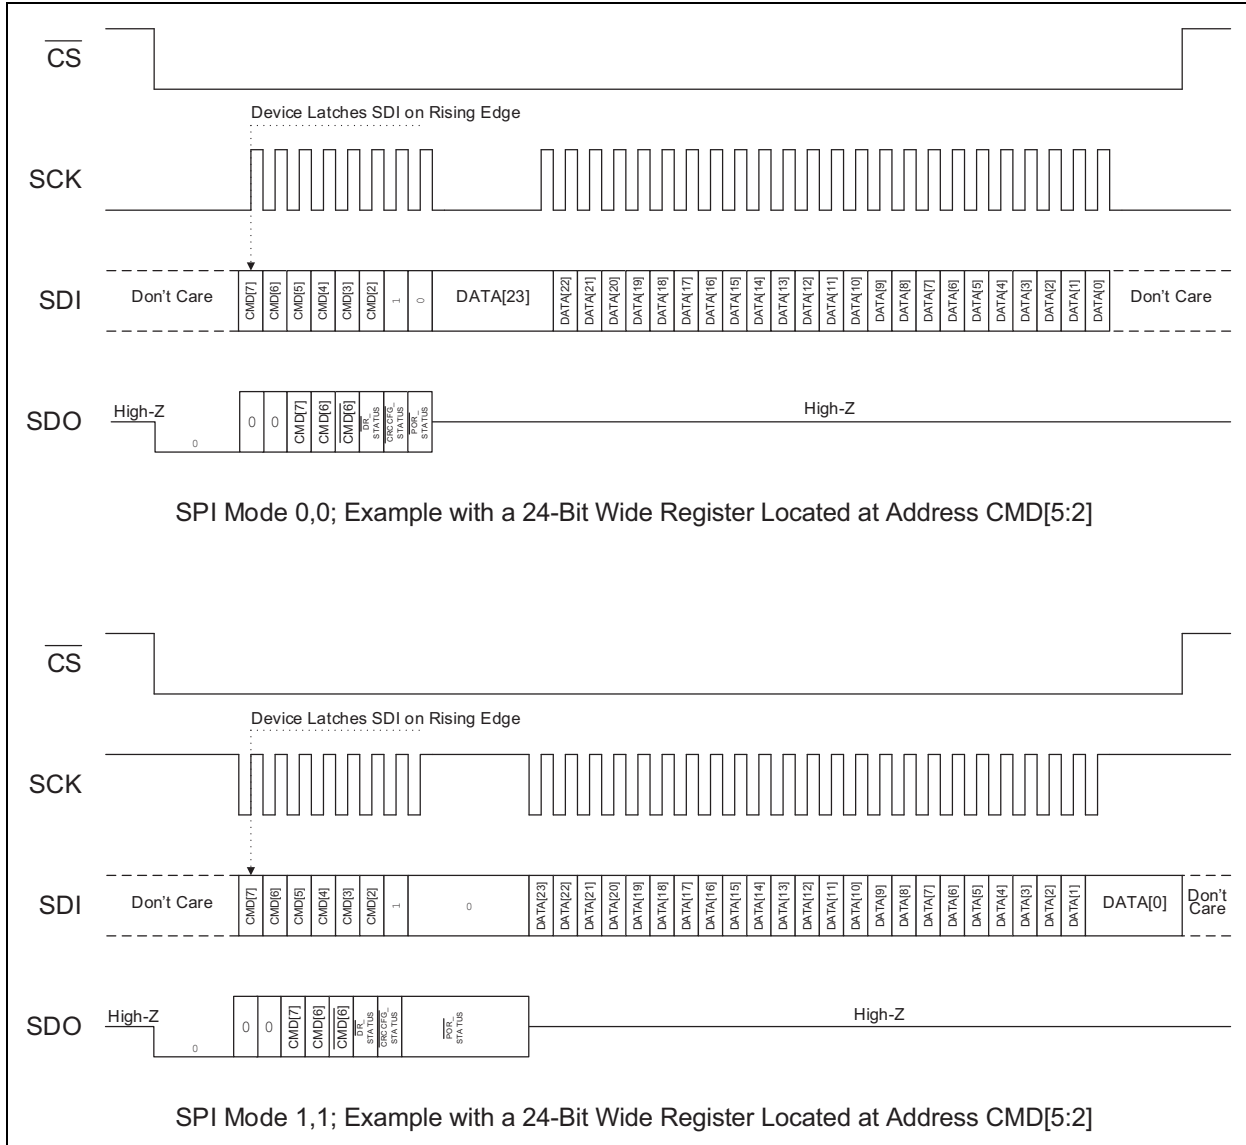 CS
Device Latches SDI on Rising Edge
SCK
SDI Don't Care CMD[7] CMD[6] CMD[5] CMD[4] CMD[3] CMD[2] 1 0 DATA[23] DATA[22] DATA[21] DATA[20] DATA[19] DATA[18] DATA[17] DATA[16] DATA[15] DATA[14] DATA[13] DATA[12] DATA[11] DATA[10] DATA[9] DATA[8] DATA[7] DATA[6] DATA[5] DATA[4] DATA[3] DATA[2] DATA[1] DATA[0] Don't Care
SDO High-Z 0 0 0 CMD[7] CMD[6] CMD[6] DR_STATUS CRCCFG_STATUS POR_STATUS High-Z
SPI Mode 0,0; Example with a 24-Bit Wide Register Located at Address CMD[5:2]
CS
Device Latches SDI on Rising Edge
SCK
SDI Don't Care CMD[7] CMD[6] CMD[5] CMD[4] CMD[3] CMD[2] 1 0 DATA[23] DATA[22] DATA[21] DATA[20] DATA[19] DATA[18] DATA[17] DATA[16] DATA[15] DATA[14] DATA[13] DATA[12] DATA[11] DATA[10] DATA[9] DATA[8] DATA[7] DATA[6] DATA[5] DATA[4] DATA[3] DATA[2] DATA[1] DATA[0] Don't Care
SDO High-Z 0 0 0 CMD[7] CMD[6] CMD[6] DR_STATUS CRCCFG_STATUS POR_STATUS High-Z
SPI Mode 1,1; Example with a 24-Bit Wide Register Located at Address CMD[5:2]